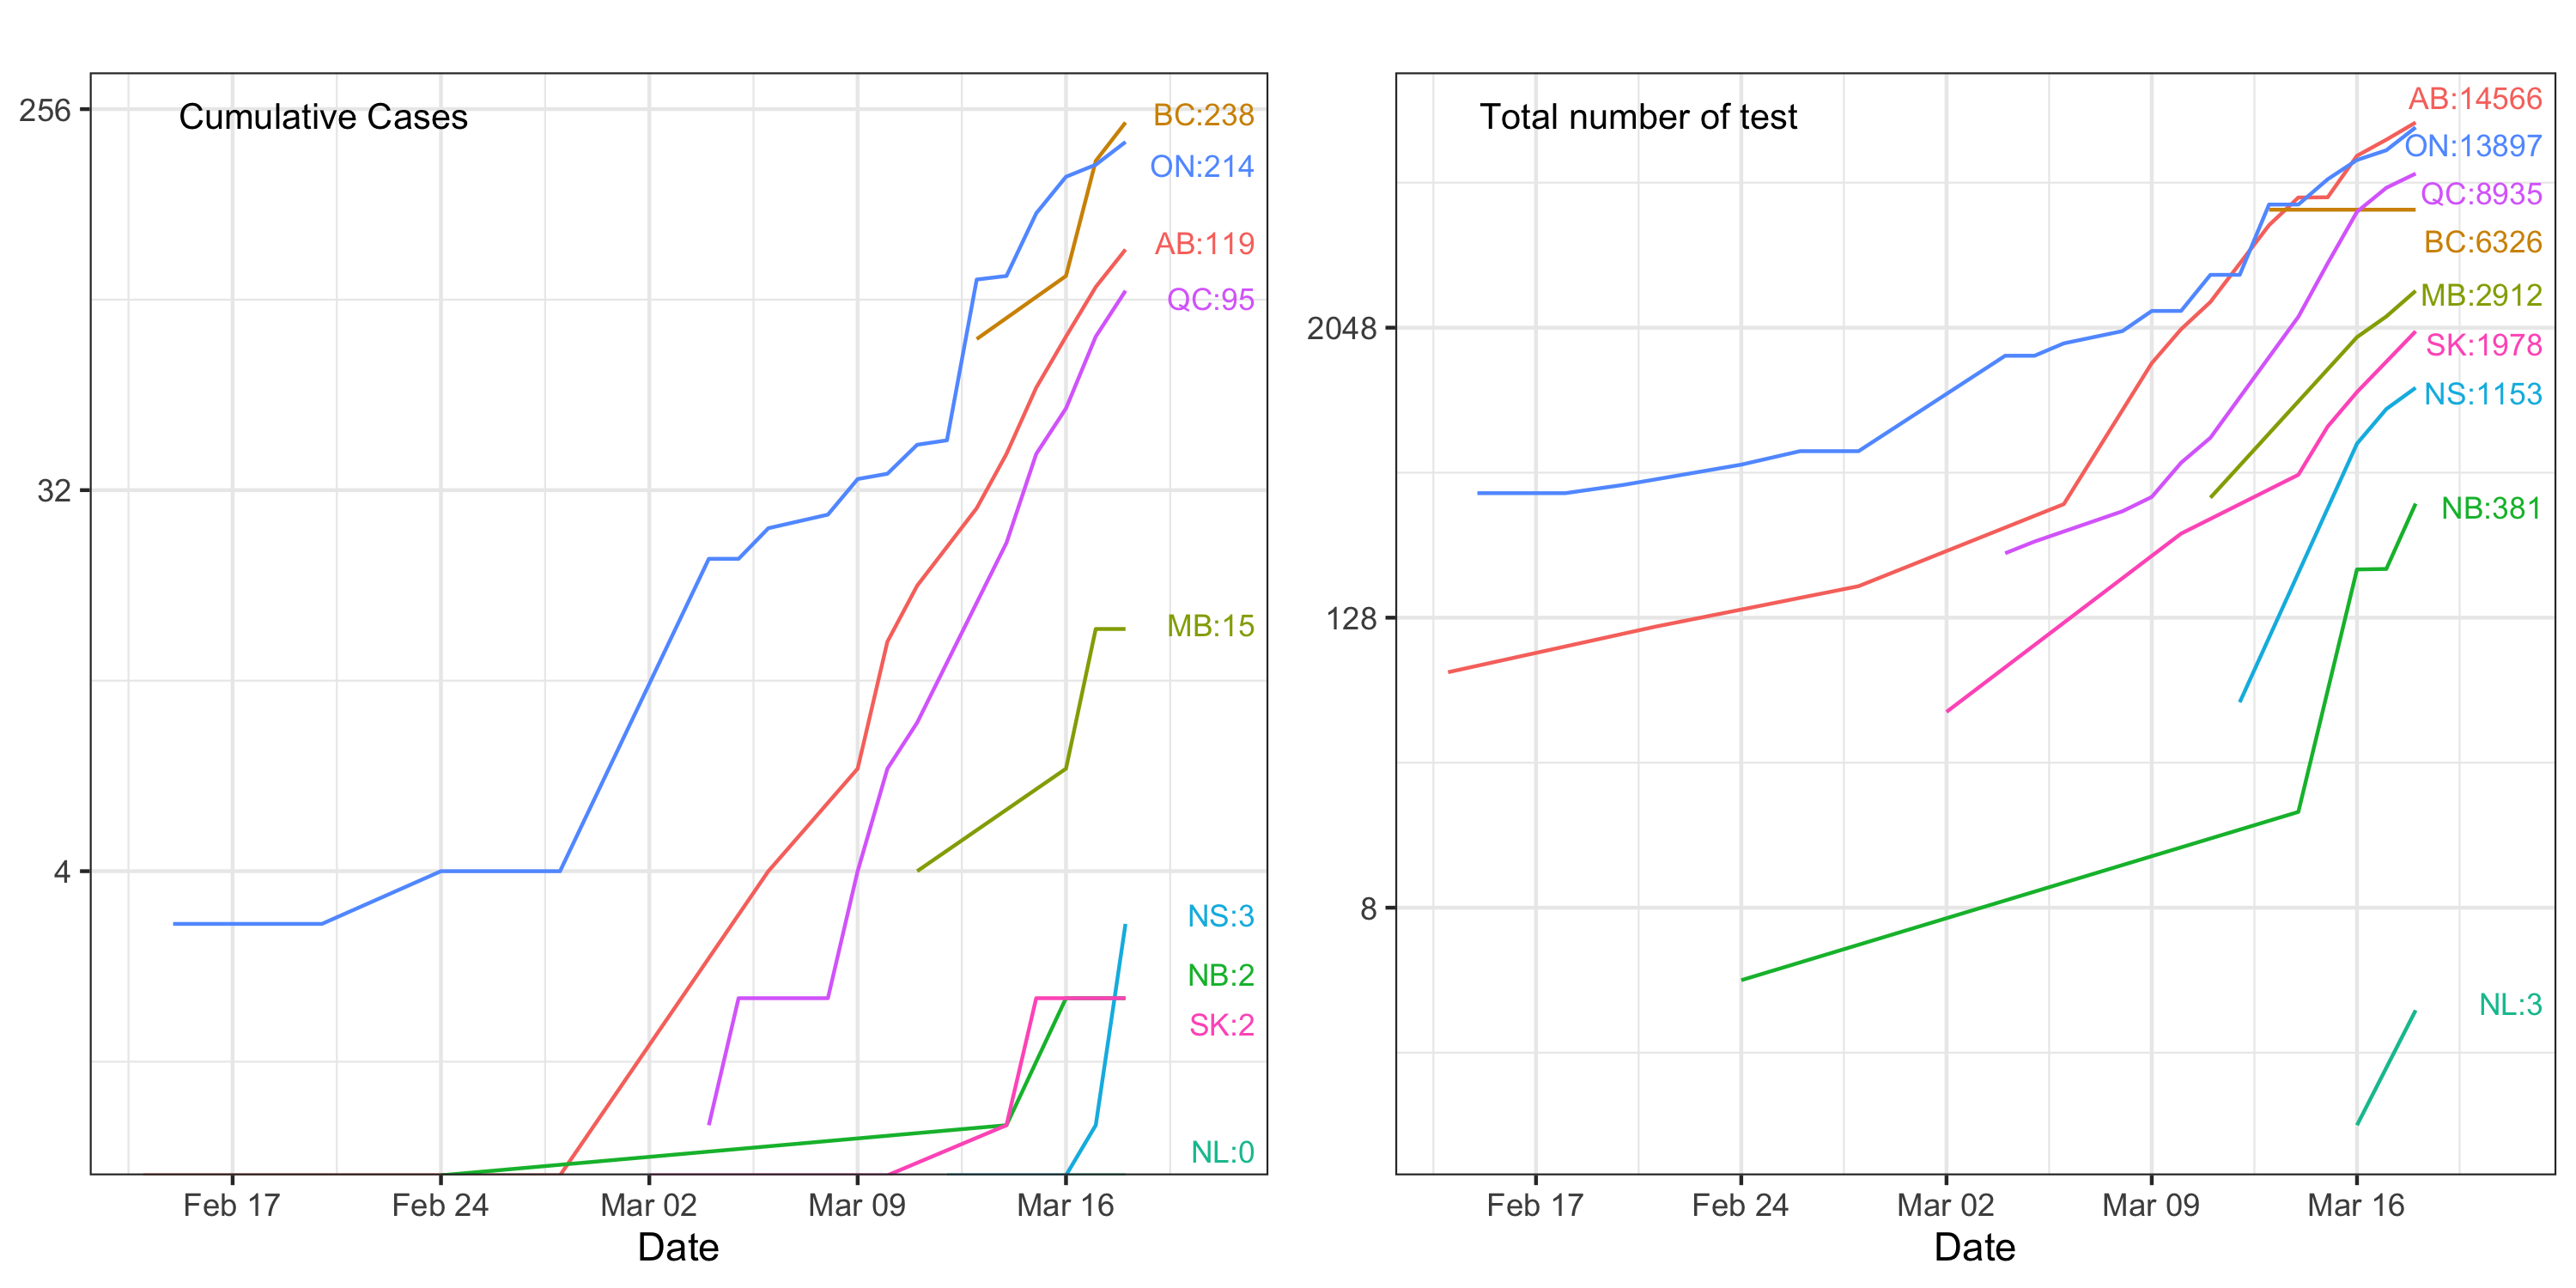 Cumulative Cases
256
32
4
BC:238
ON:214
AB:119
QC:95
MB:15
NS:3
NB:2
SK:2
NL:0
Feb 17
Feb 24
Mar 02
Mar 09
Mar 16
Date
Total number of test
2048
128
8
AB:14566
ON:13897
QC:8935
BC:6326
MB:2912
SK:1978
NS:1153
NB:381
NL:3
Feb 17
Feb 24
Mar 02
Mar 09
Mar 16
Date